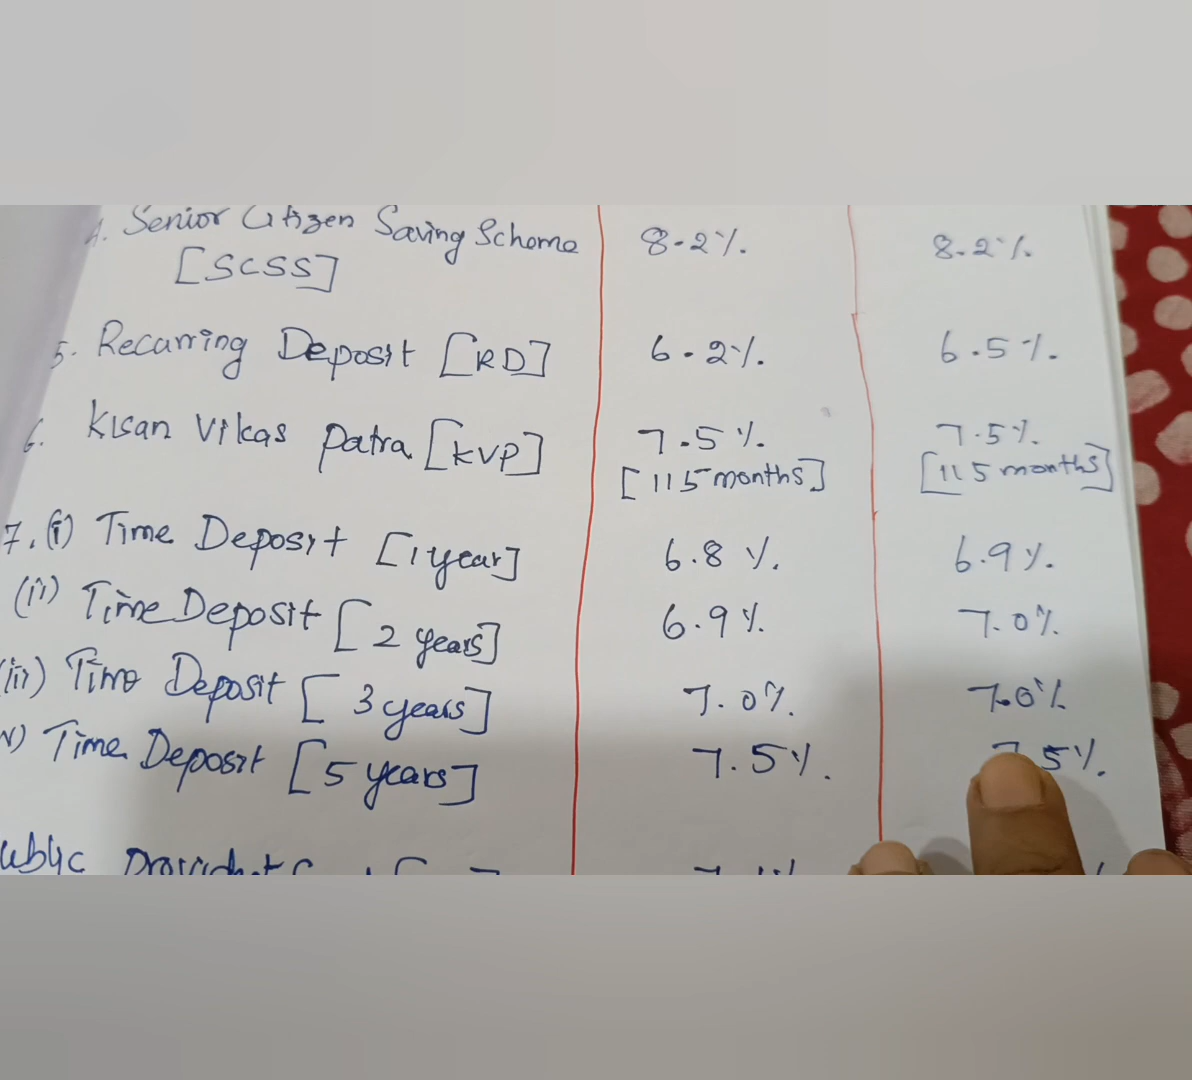 4. Senior Citizen Saving Scheme 8.2% 8.2%
[SCSS]
5. Recurring Deposit [RD] 6.2% 6.5%
6. Kisan Vikas Patra [KVP] 7.5% 7.5%
[115 months] [115 months]
7. (i) Time Deposit [1 year] 6.8% 6.9%
(ii) Time Deposit [2 years] 6.9% 7.0%
(iii) Time Deposit [3 years] 7.0% 7.0%
v) Time Deposit [5 years] 7.5% 5%
ublic